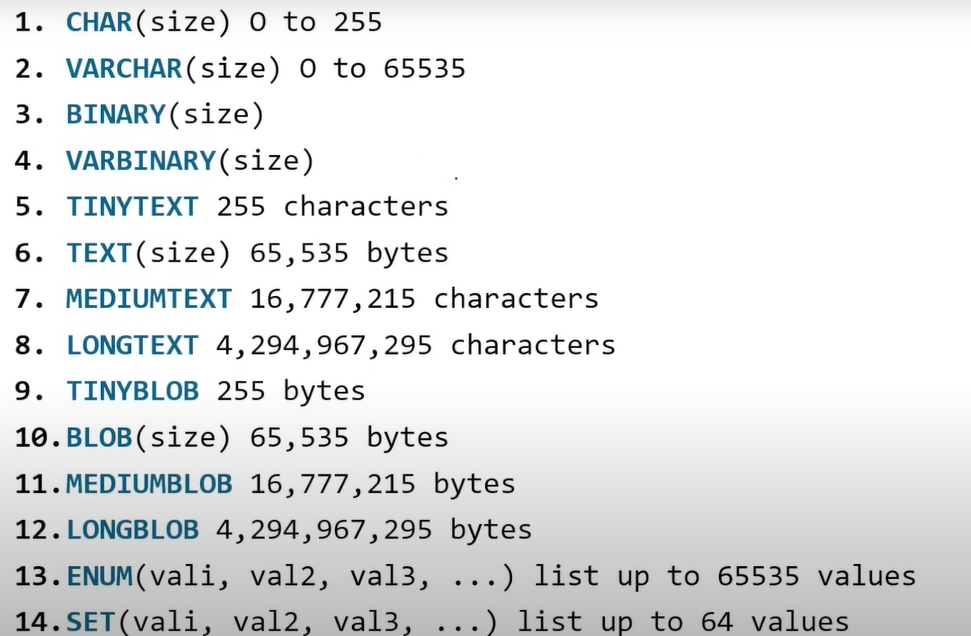 1. CHAR(size) 0 to 255
2. VARCHAR(size) 0 to 65535
3. BINARY(size)
4. VARBINARY(size)
5. TINYTEXT 255 characters
6. TEXT(size) 65,535 bytes
7. MEDIUMTEXT 16,777,215 characters
8. LONGTEXT 4,294,967,295 characters
9. TINYBLOB 255 bytes
10.BLOB(size) 65,535 bytes
11.MEDIUMBLOB 16,777,215 bytes
12.LONGBLOB 4,294,967,295 bytes
13.ENUM(vali, val2, val3, ...) list up to 65535 values
14.SET(vali, val2, val3, ...) list up to 64 values